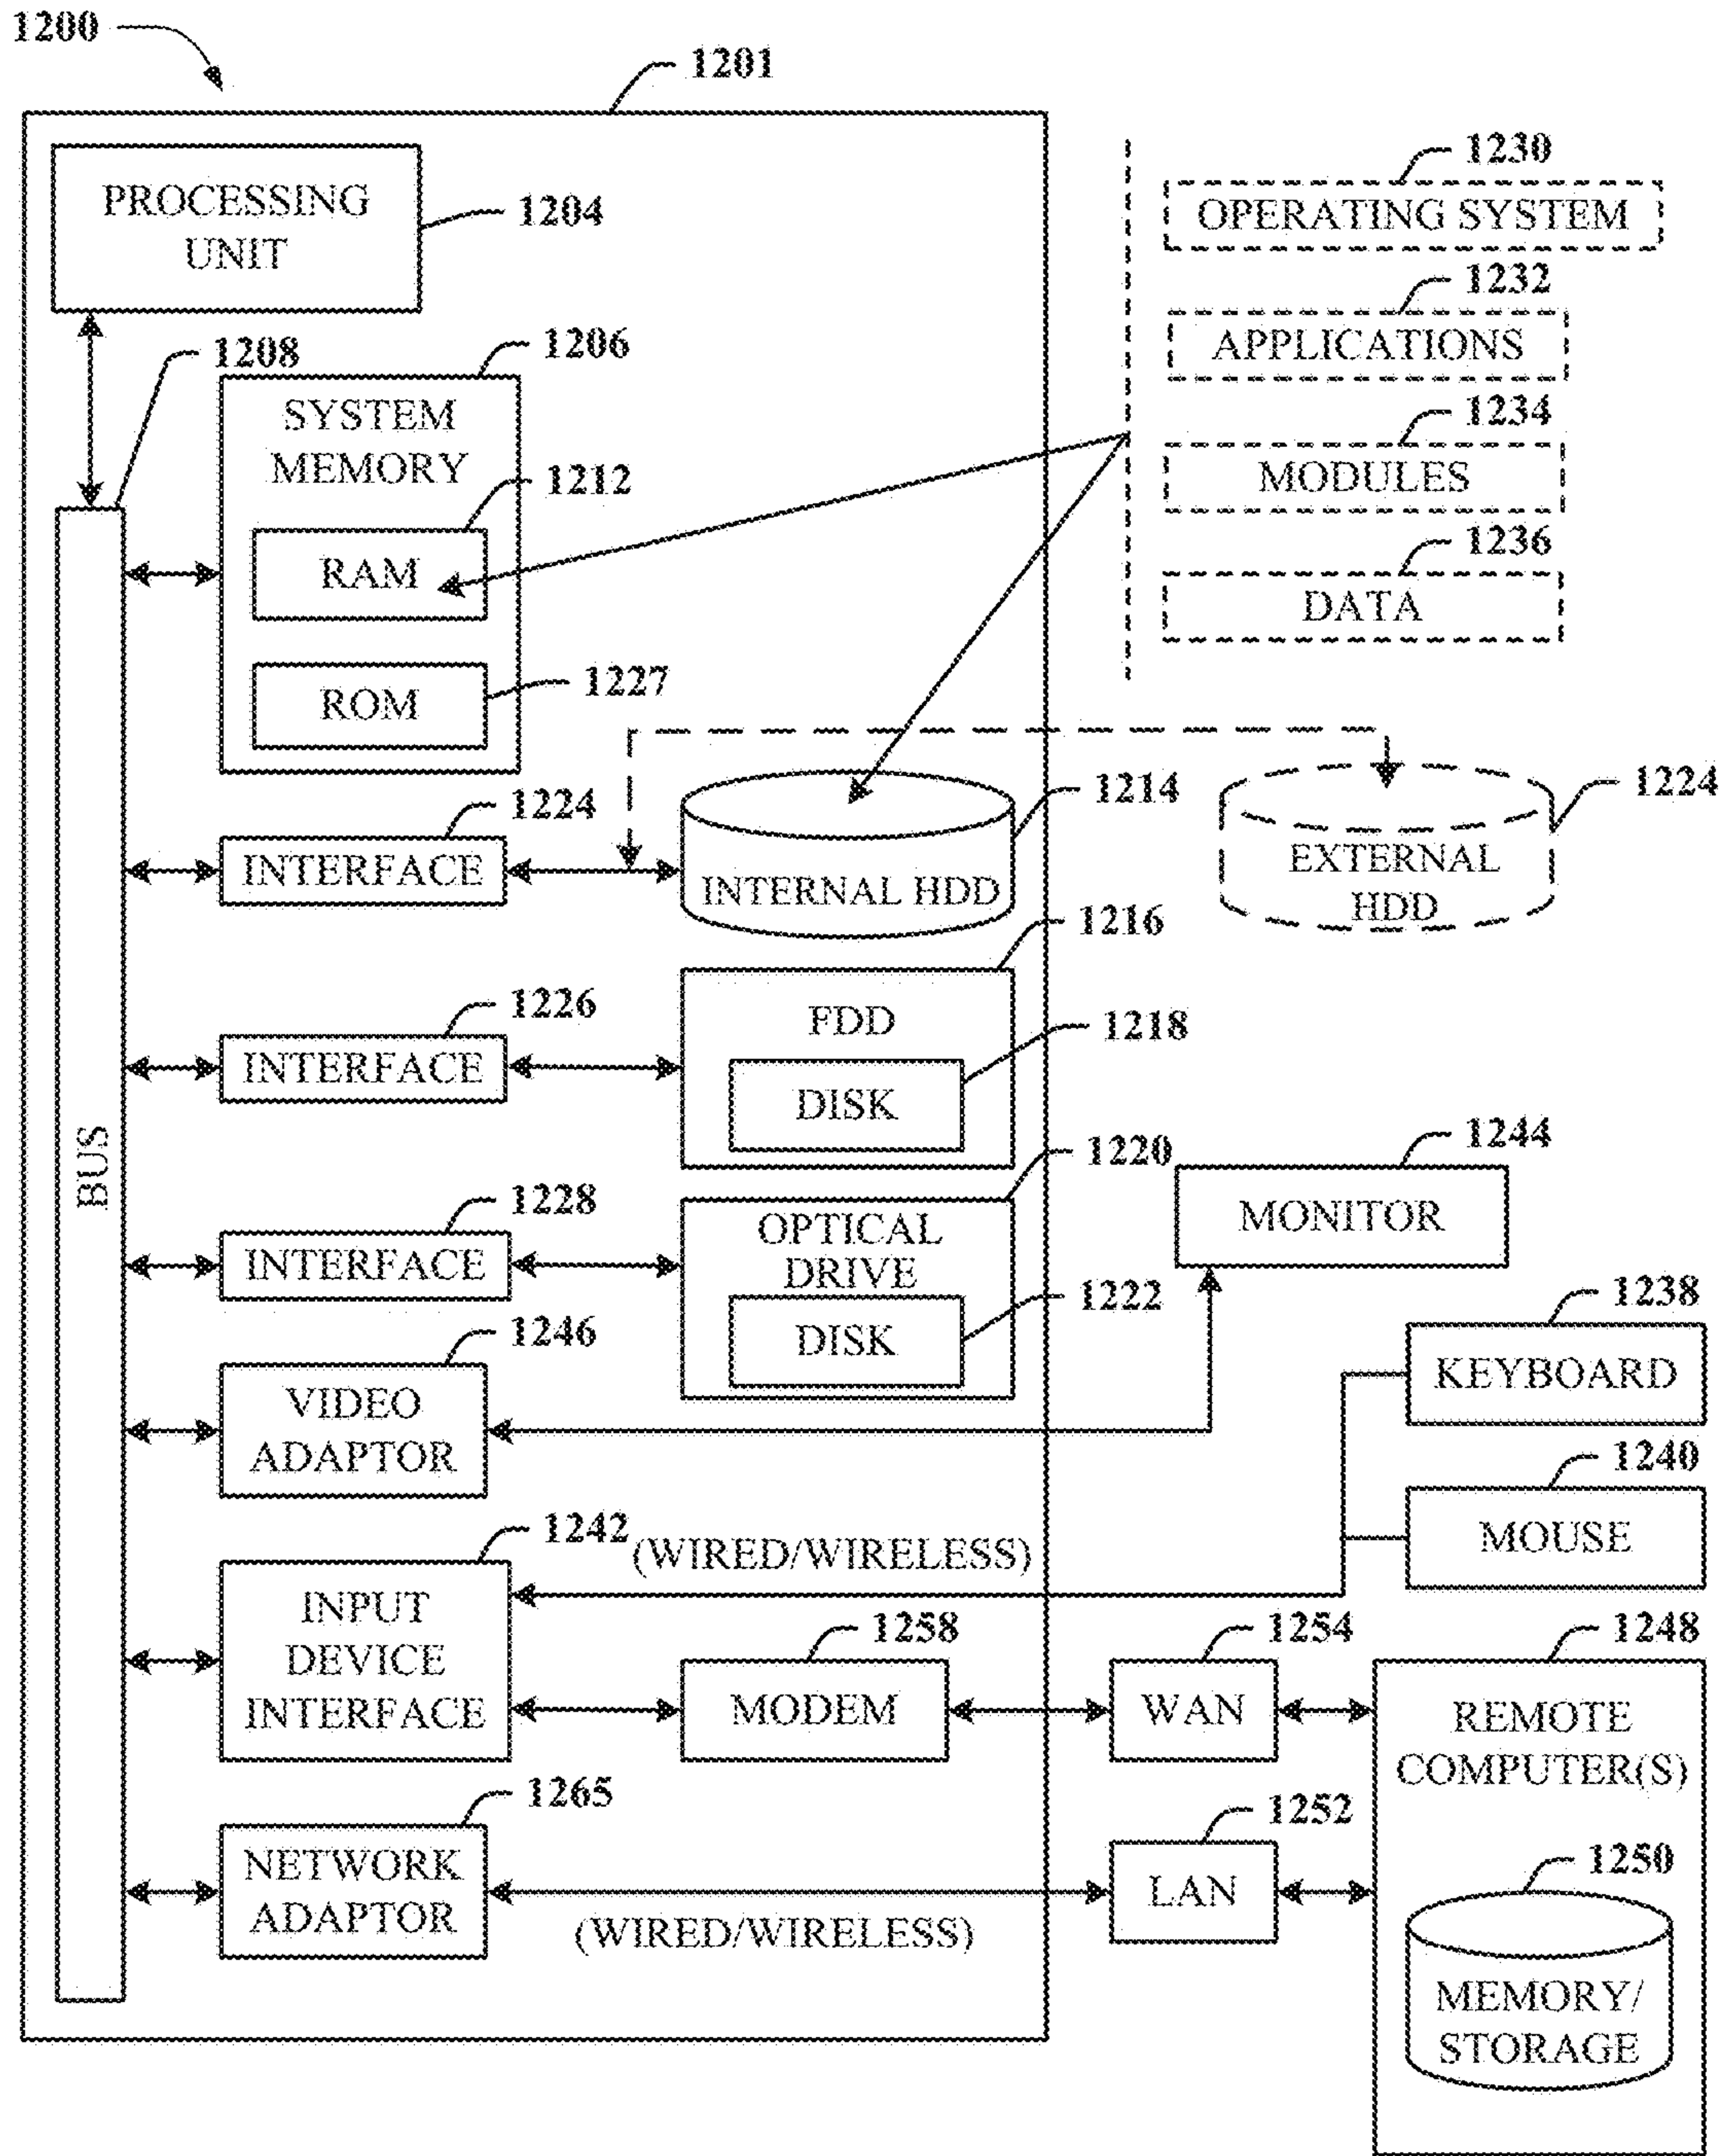 1200
1201
PROCESSING
UNIT
1204
1230
OPERATING SYSTEM
1232
APPLICATIONS
1234
MODULES
1236
DATA
1208
1206
SYSTEM
MEMORY
1212
RAM
ROM
1227
BUS
1224
INTERFACE
1214
INTERNAL HDD
1224
EXTERNAL
HDD
1226
INTERFACE
1216
FDD
1218
DISK
1228
INTERFACE
1220
OPTICAL
DRIVE
1222
DISK
1244
MONITOR
1246
VIDEO
ADAPTOR
1238
KEYBOARD
1240
MOUSE
1242
(WIRED/WIRELESS)
INPUT
DEVICE
INTERFACE
1258
MODEM
1254
WAN
1248
REMOTE
COMPUTER(S)
1265
NETWORK
ADAPTOR
(WIRED/WIRELESS)
1252
LAN
1250
MEMORY/
STORAGE